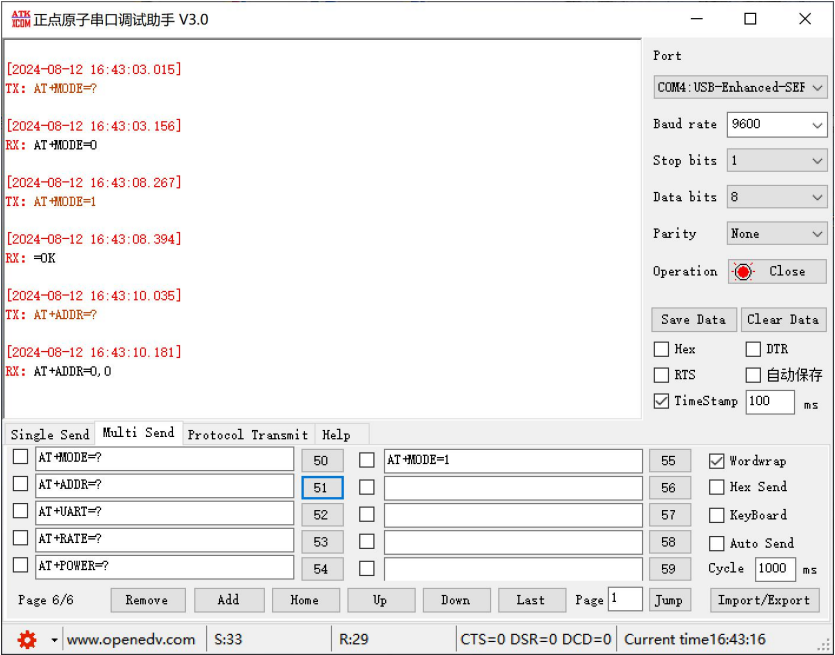 ATK
XCOM 正点原子串口调试助手 V3.0
[2024-08-12 16:43:03.015]
TX: AT+MODE=?
[2024-08-12 16:43:03.156]
RX: AT+MODE=0
[2024-08-12 16:43:08.267]
TX: AT+MODE=1
[2024-08-12 16:43:08.394]
RX: =OK
[2024-08-12 16:43:10.035]
TX: AT+ADDR=?
[2024-08-12 16:43:10.181]
RX: AT+ADDR=0,0
Port
COM4:USB-Enhanced-SER
Baud rate 9600
Stop bits 1
Data bits 8
Parity None
Operation Close
Save Data Clear Data
Hex DTR
RTS 自动保存
TimeStamp 100 ms
Single Send Multi Send Protocol Transmit Help
AT+MODE=? 50 AT+MODE=1 55 Wordwrap
AT+ADDR=? 51 56 Hex Send
AT+UART=? 52 57 KeyBoard
AT+RATE=? 53 58 Auto Send
AT+POWER=? 54 59 Cycle 1000 ms
Page 6/6 Remove Add Home Up Down Last Page 1 Jump Import/Export
www.openedv.com S:33 R:29 CTS=0 DSR=0 DCD=0 Current time16:43:16